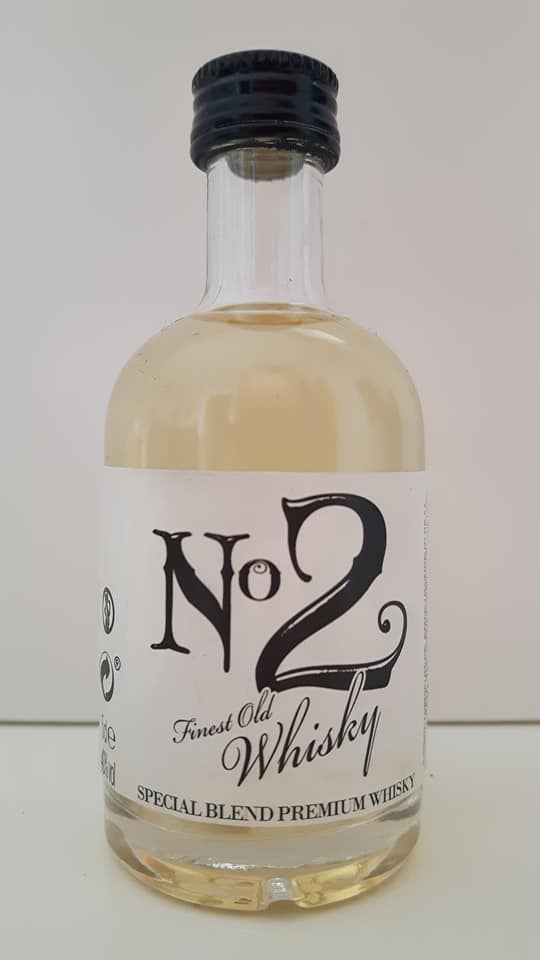 No2
Finest Old
Whisky
SPECIAL BLEND PREMIUM WHISKY
®